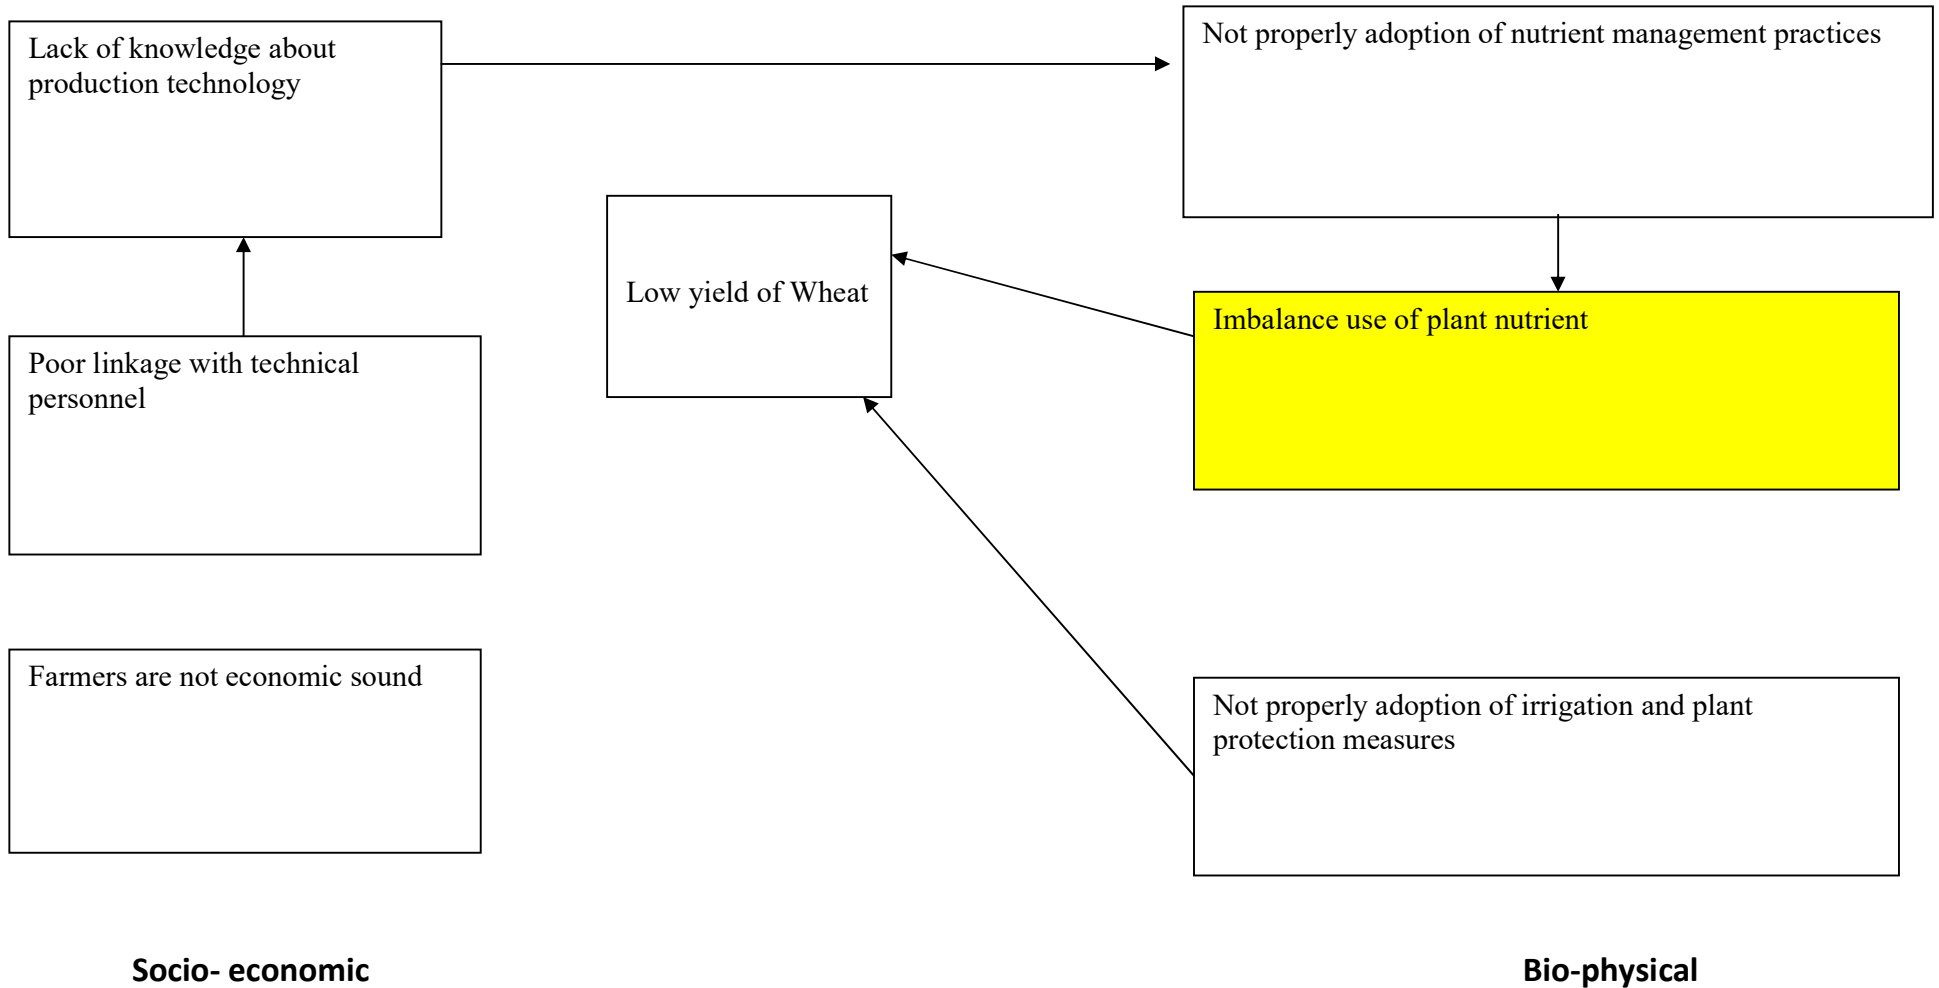 Lack of knowledge about
production technology
Not properly adoption of nutrient management practices
Low yield of Wheat
Imbalance use of plant nutrient
Poor linkage with technical
personnel
Farmers are not economic sound
Not properly adoption of irrigation and plant
protection measures
Socio- economic
Bio-physical